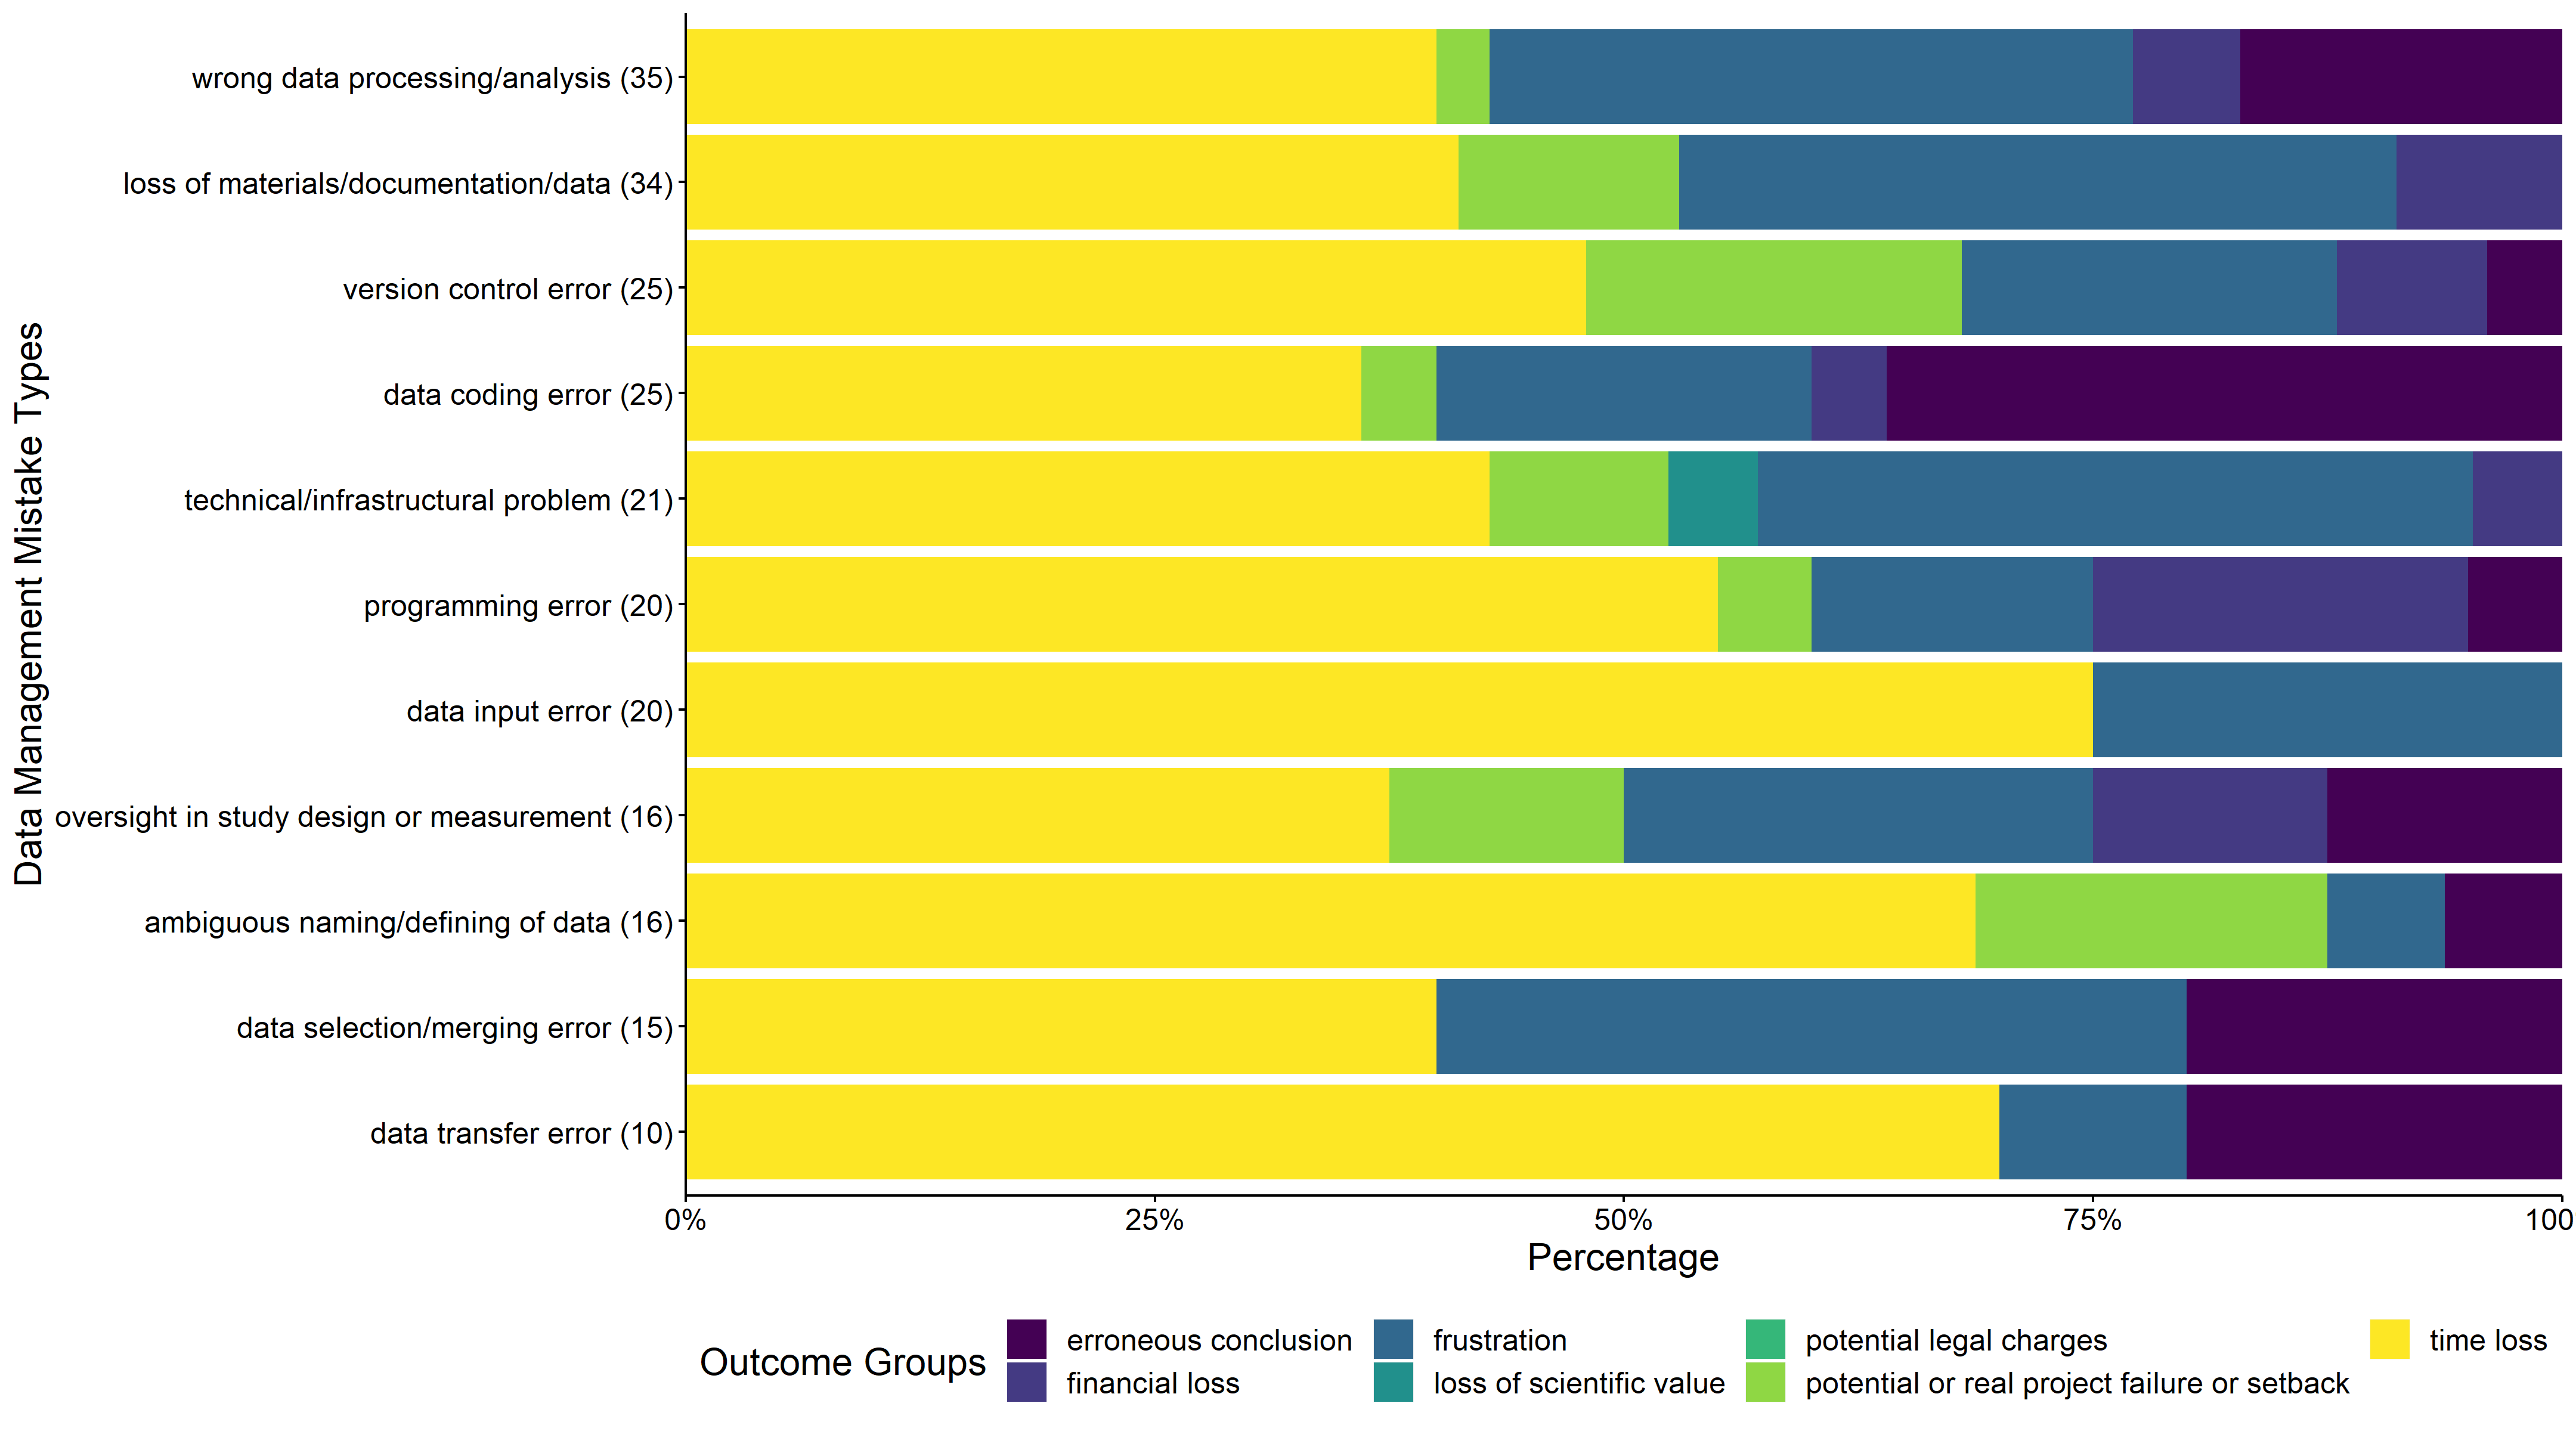 Data Management Mistake Types
wrong data processing/analysis (35)
loss of materials/documentation/data (34)
version control error (25)
data coding error (25)
technical/infrastructural problem (21)
programming error (20)
data input error (20)
oversight in study design or measurement (16)
ambiguous naming/defining of data (16)
data selection/merging error (15)
data transfer error (10)
0% 25% 50% 75% 100
Percentage
Outcome Groups
erroneous conclusion
financial loss
frustration
loss of scientific value
potential legal charges
potential or real project failure or setback
time loss